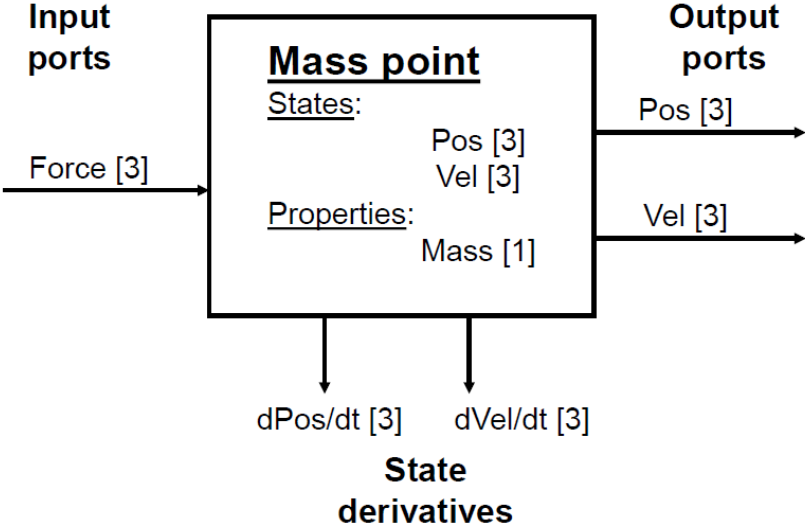 Input
ports
Output
ports
Mass point
States:
Pos [3]
Vel [3]
Properties:
Mass [1]
Force [3]
Pos [3]
Vel [3]
dPos/dt [3]
dVel/dt [3]
State
derivatives